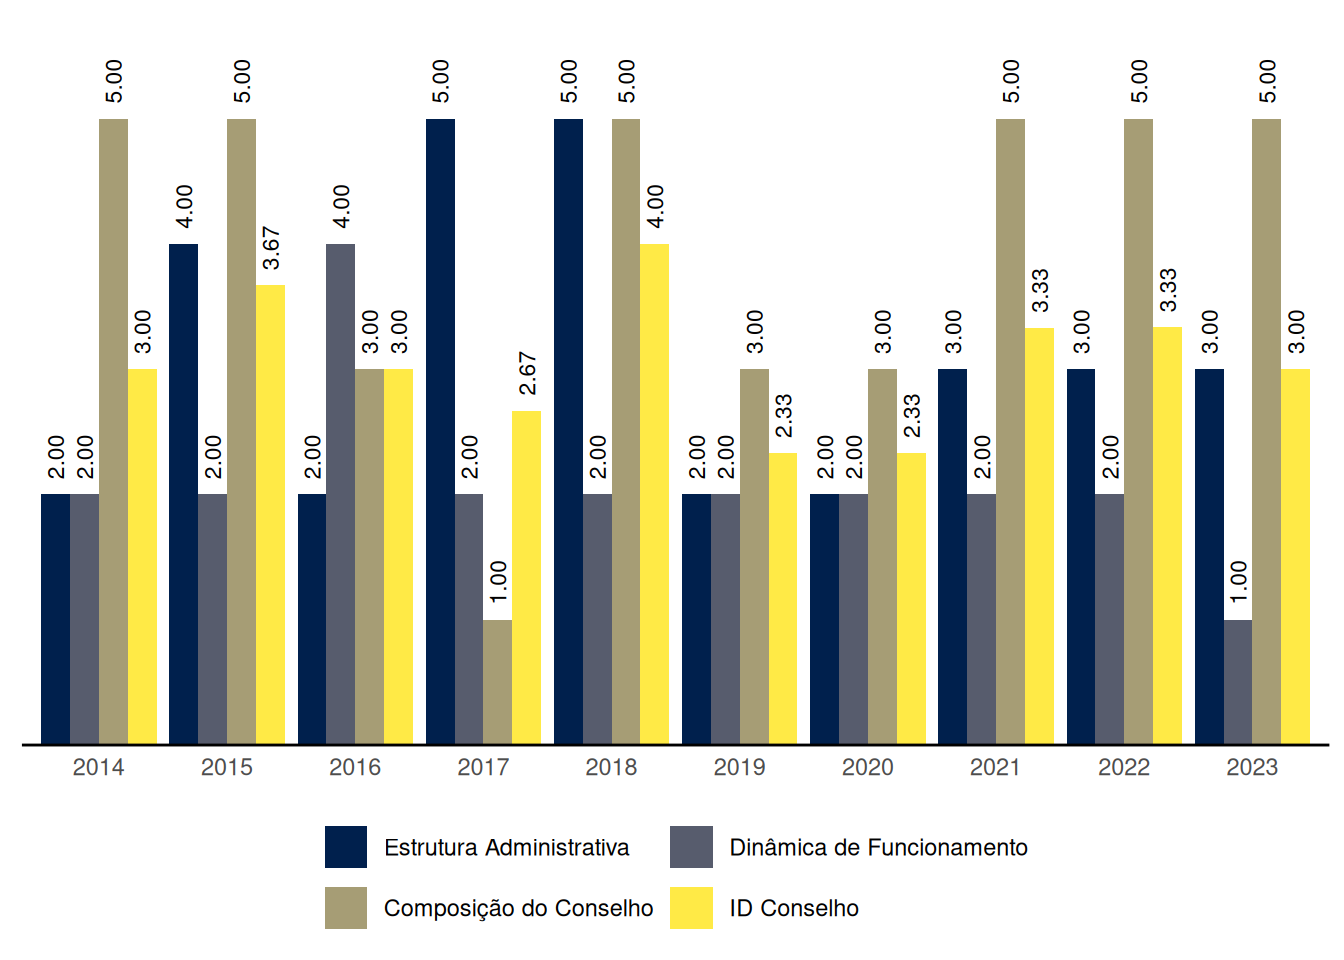 2.00 2.00 5.00 3.00
4.00 2.00 5.00 3.67
2.00 4.00 3.00 3.00
5.00 2.00 1.00 2.67
5.00 2.00 5.00 4.00
2.00 2.00 3.00 2.33
2.00 2.00 3.00 2.33
3.00 2.00 5.00 3.33
3.00 2.00 5.00 3.33
3.00 1.00 5.00 3.00
2014 2015 2016 2017 2018 2019 2020 2021 2022 2023
Estrutura Administrativa Dinâmica de Funcionamento
Composição do Conselho ID Conselho